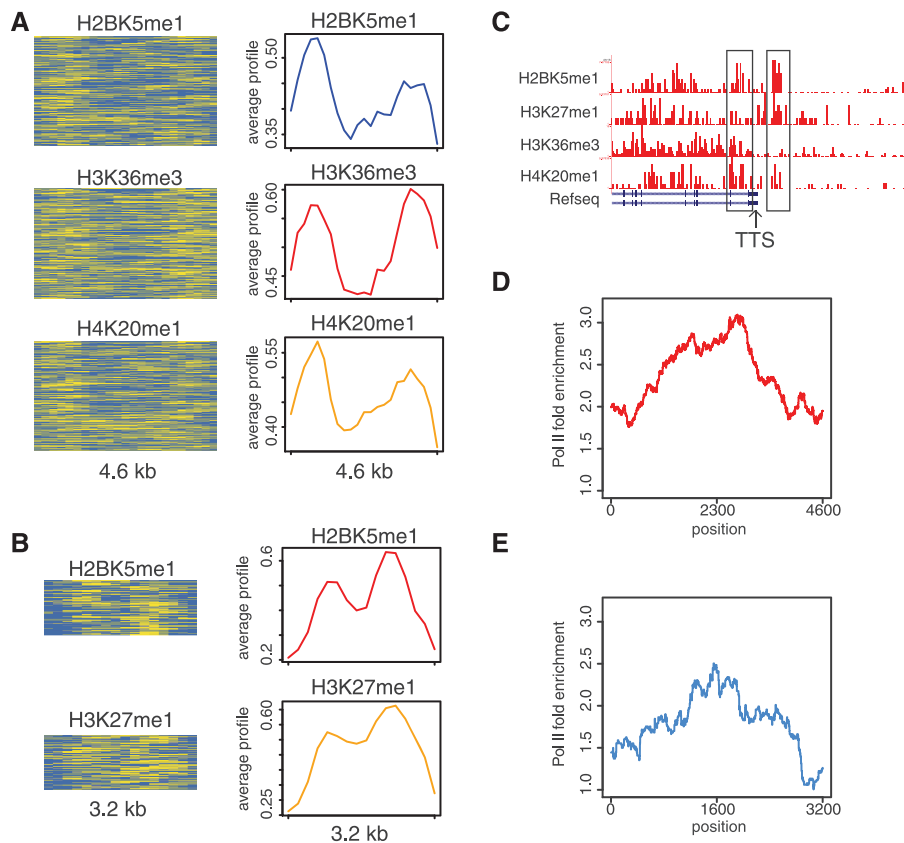 A
H2BK5me1
average profile
0.50
0.35
H3K36me3
H3K36me3
average profile
0.60
0.45
H4K20me1
H4K20me1
average profile
0.55
0.40
4.6 kb
4.6 kb
B
H2BK5me1
H2BK5me1
average profile
0.6
0.2
H3K27me1
H3K27me1
average profile
0.60
0.25
3.2 kb
3.2 kb
C
H2BK5me1
H3K27me1
H3K36me3
H4K20me1
Refseq
TTS
D
Pol II fold enrichment
3.0
2.5
2.0
1.5
1.0
0 2300 4600
position
E
Pol II fold enrichment
3.0
2.5
2.0
1.5
1.0
0 1600 3200
position